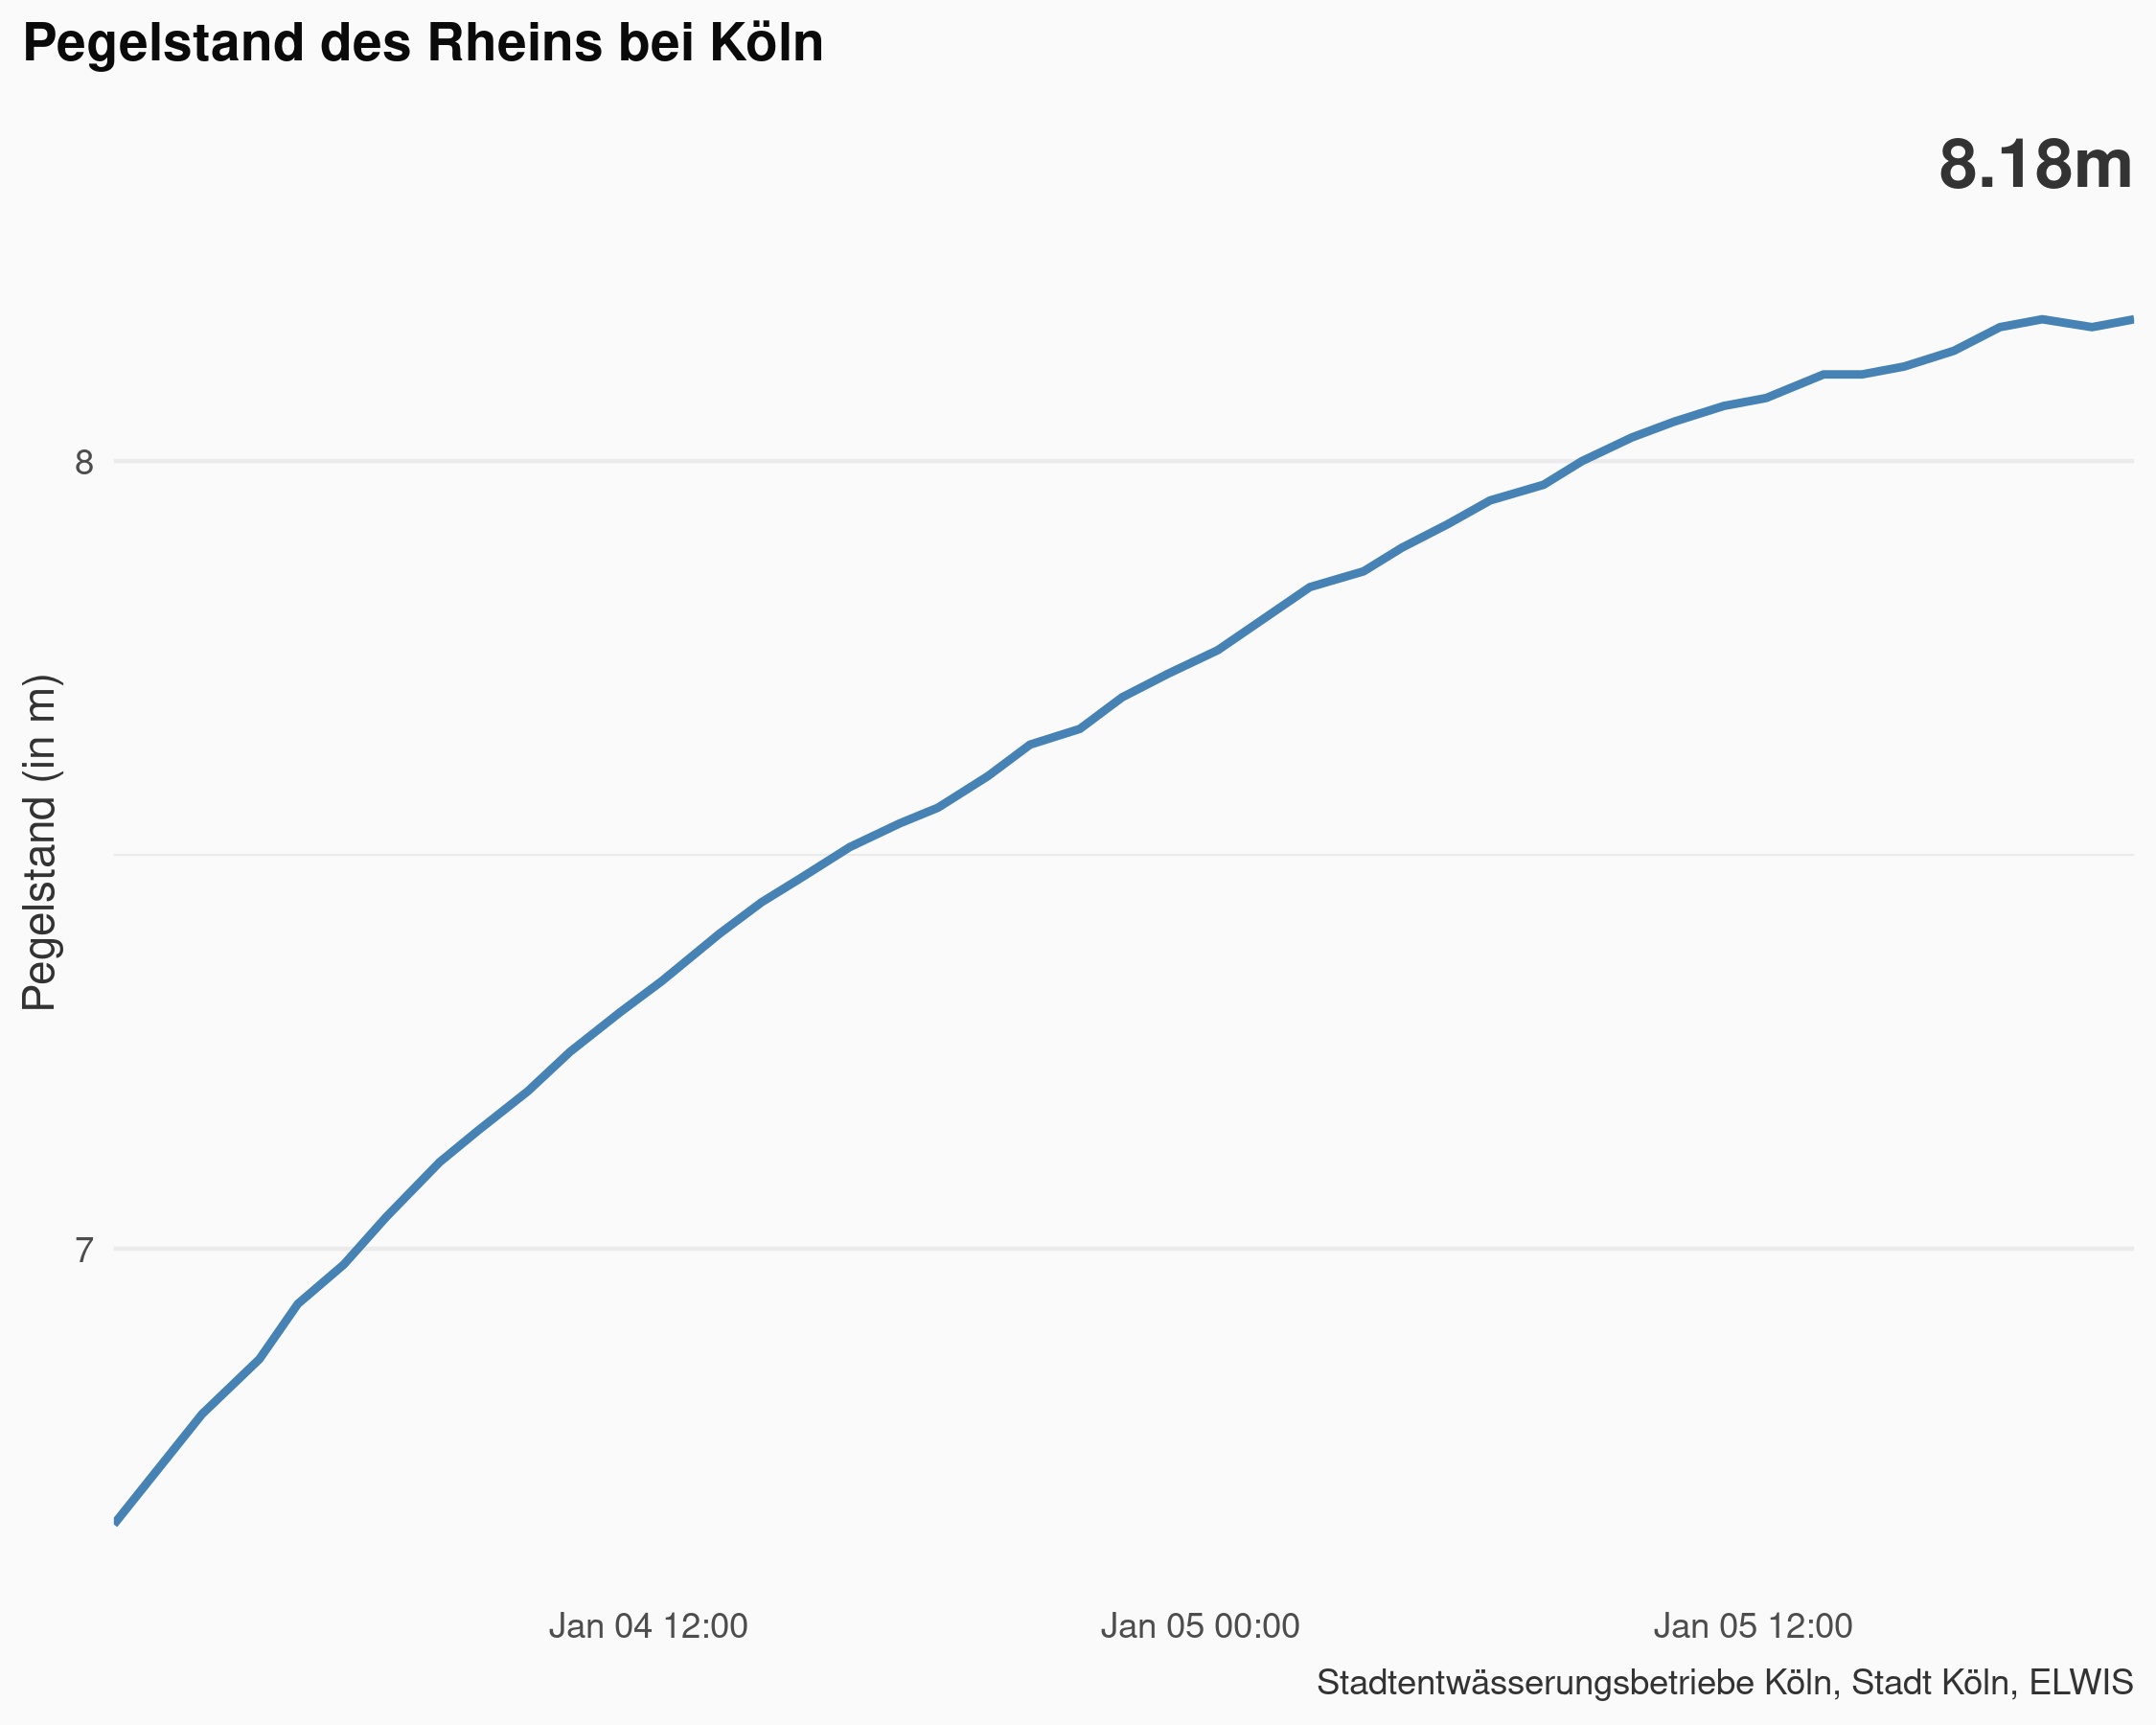 Pegelstand des Rheins bei Köln
8.18m
8
Pegelstand (in m)
7
Jan 04 12:00
Jan 05 00:00
Jan 05 12:00
Stadtentwässerungsbetriebe Köln, Stadt Köln, ELWIS